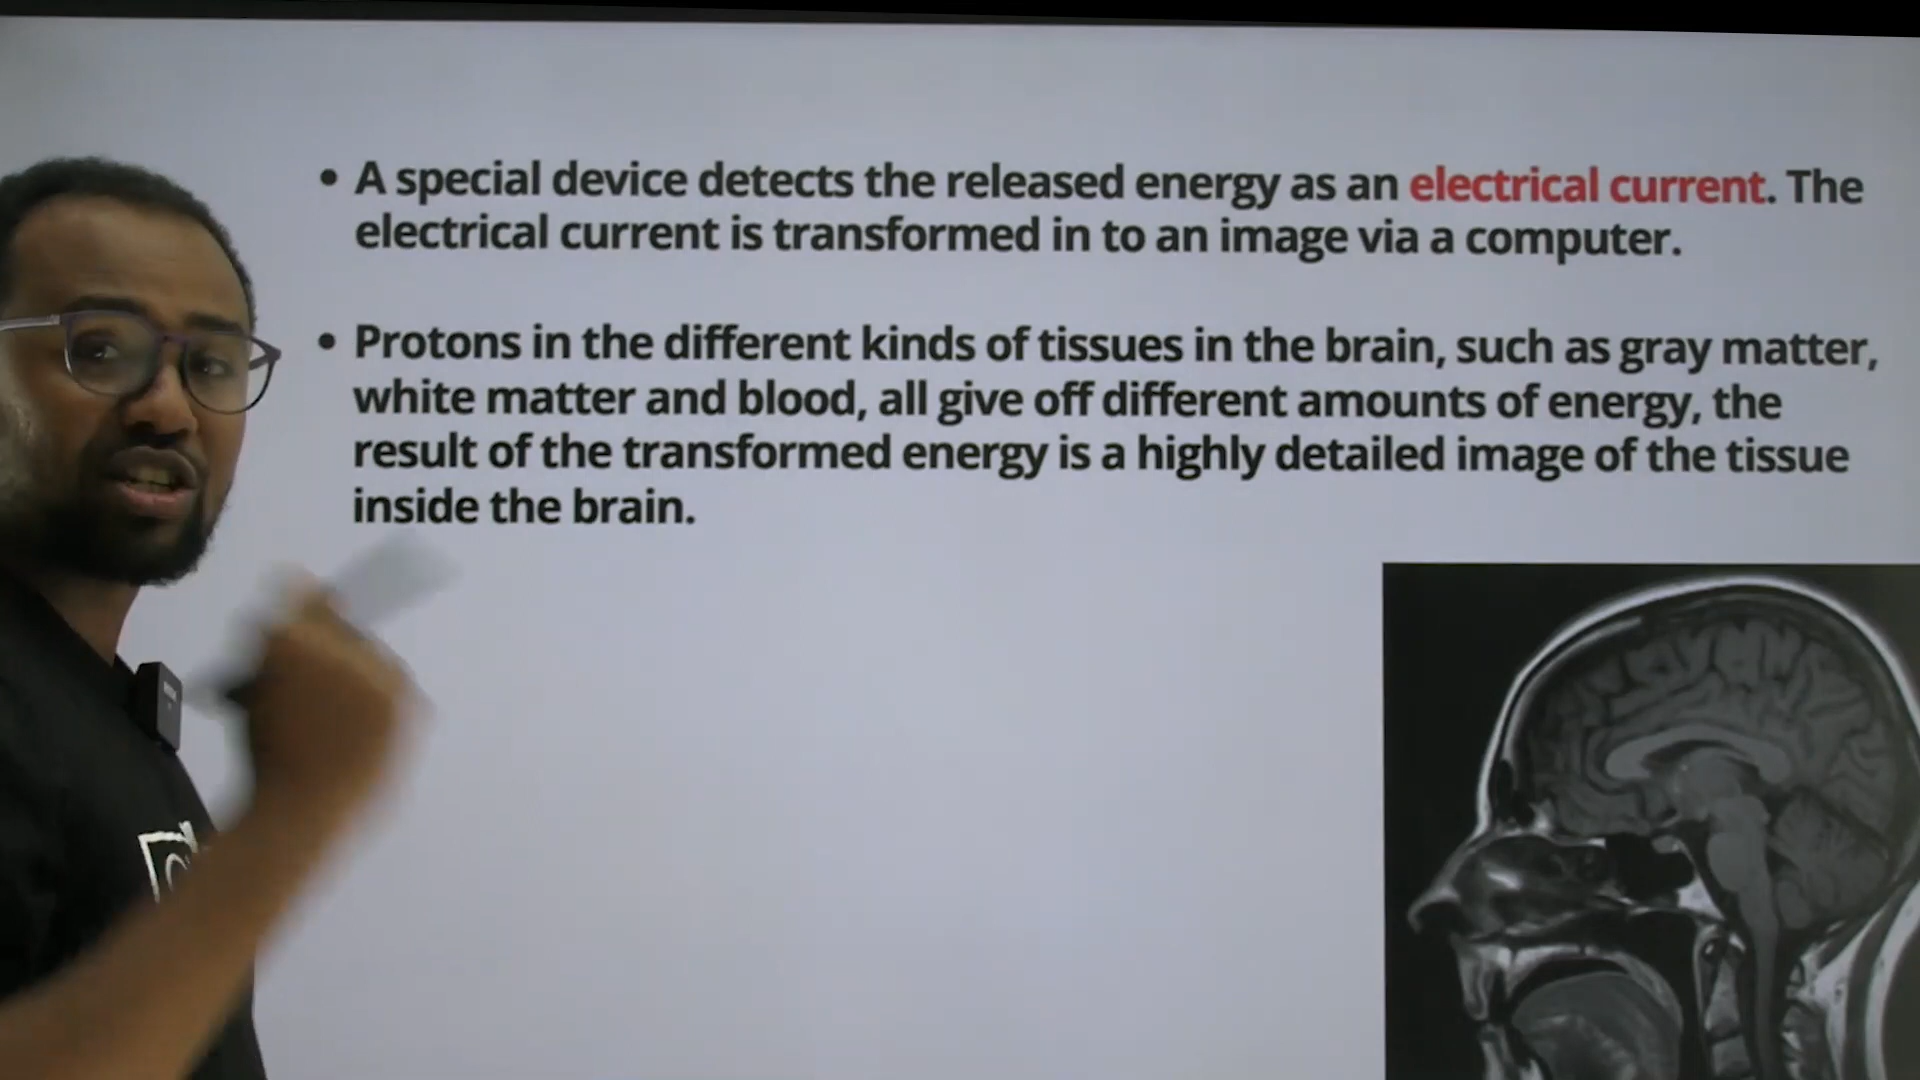 • A special device detects the released energy as an electrical current. The
electrical current is transformed in to an image via a computer.
• Protons in the different kinds of tissues in the brain, such as gray matter,
white matter and blood, all give off different amounts of energy, the
result of the transformed energy is a highly detailed image of the tissue
inside the brain.